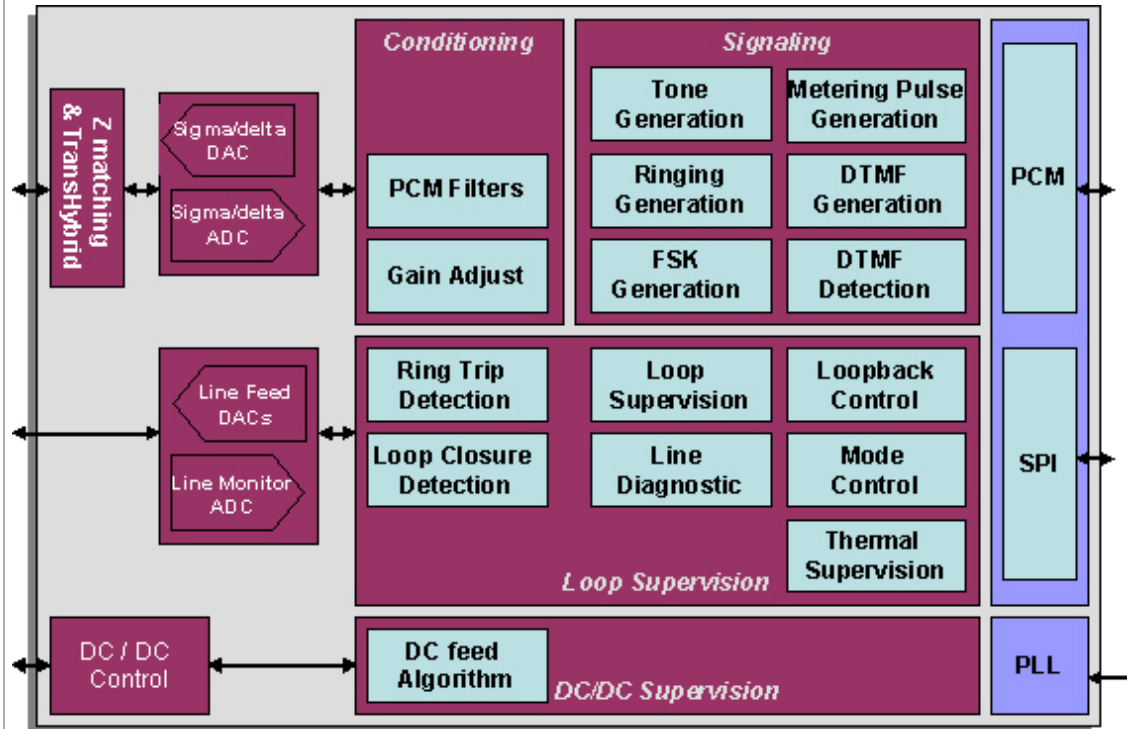 Conditioning
Signaling
Z matching
& TransHybrid
Sigma/delta
DAC
Sigma/delta
ADC
PCM Filters
Gain Adjust
Tone
Generation
Metering Pulse
Generation
Ringing
Generation
DTMF
Generation
FSK
Generation
DTMF
Detection
PCM
Line Feed
DACs
Line Monitor
ADC
Ring Trip
Detection
Loop
Supervision
Loopback
Control
Loop Closure
Detection
Line
Diagnostic
Mode
Control
Thermal
Supervision
Loop Supervision
SPI
DC / DC
Control
DC feed
Algorithm
DC/DC Supervision
PLL